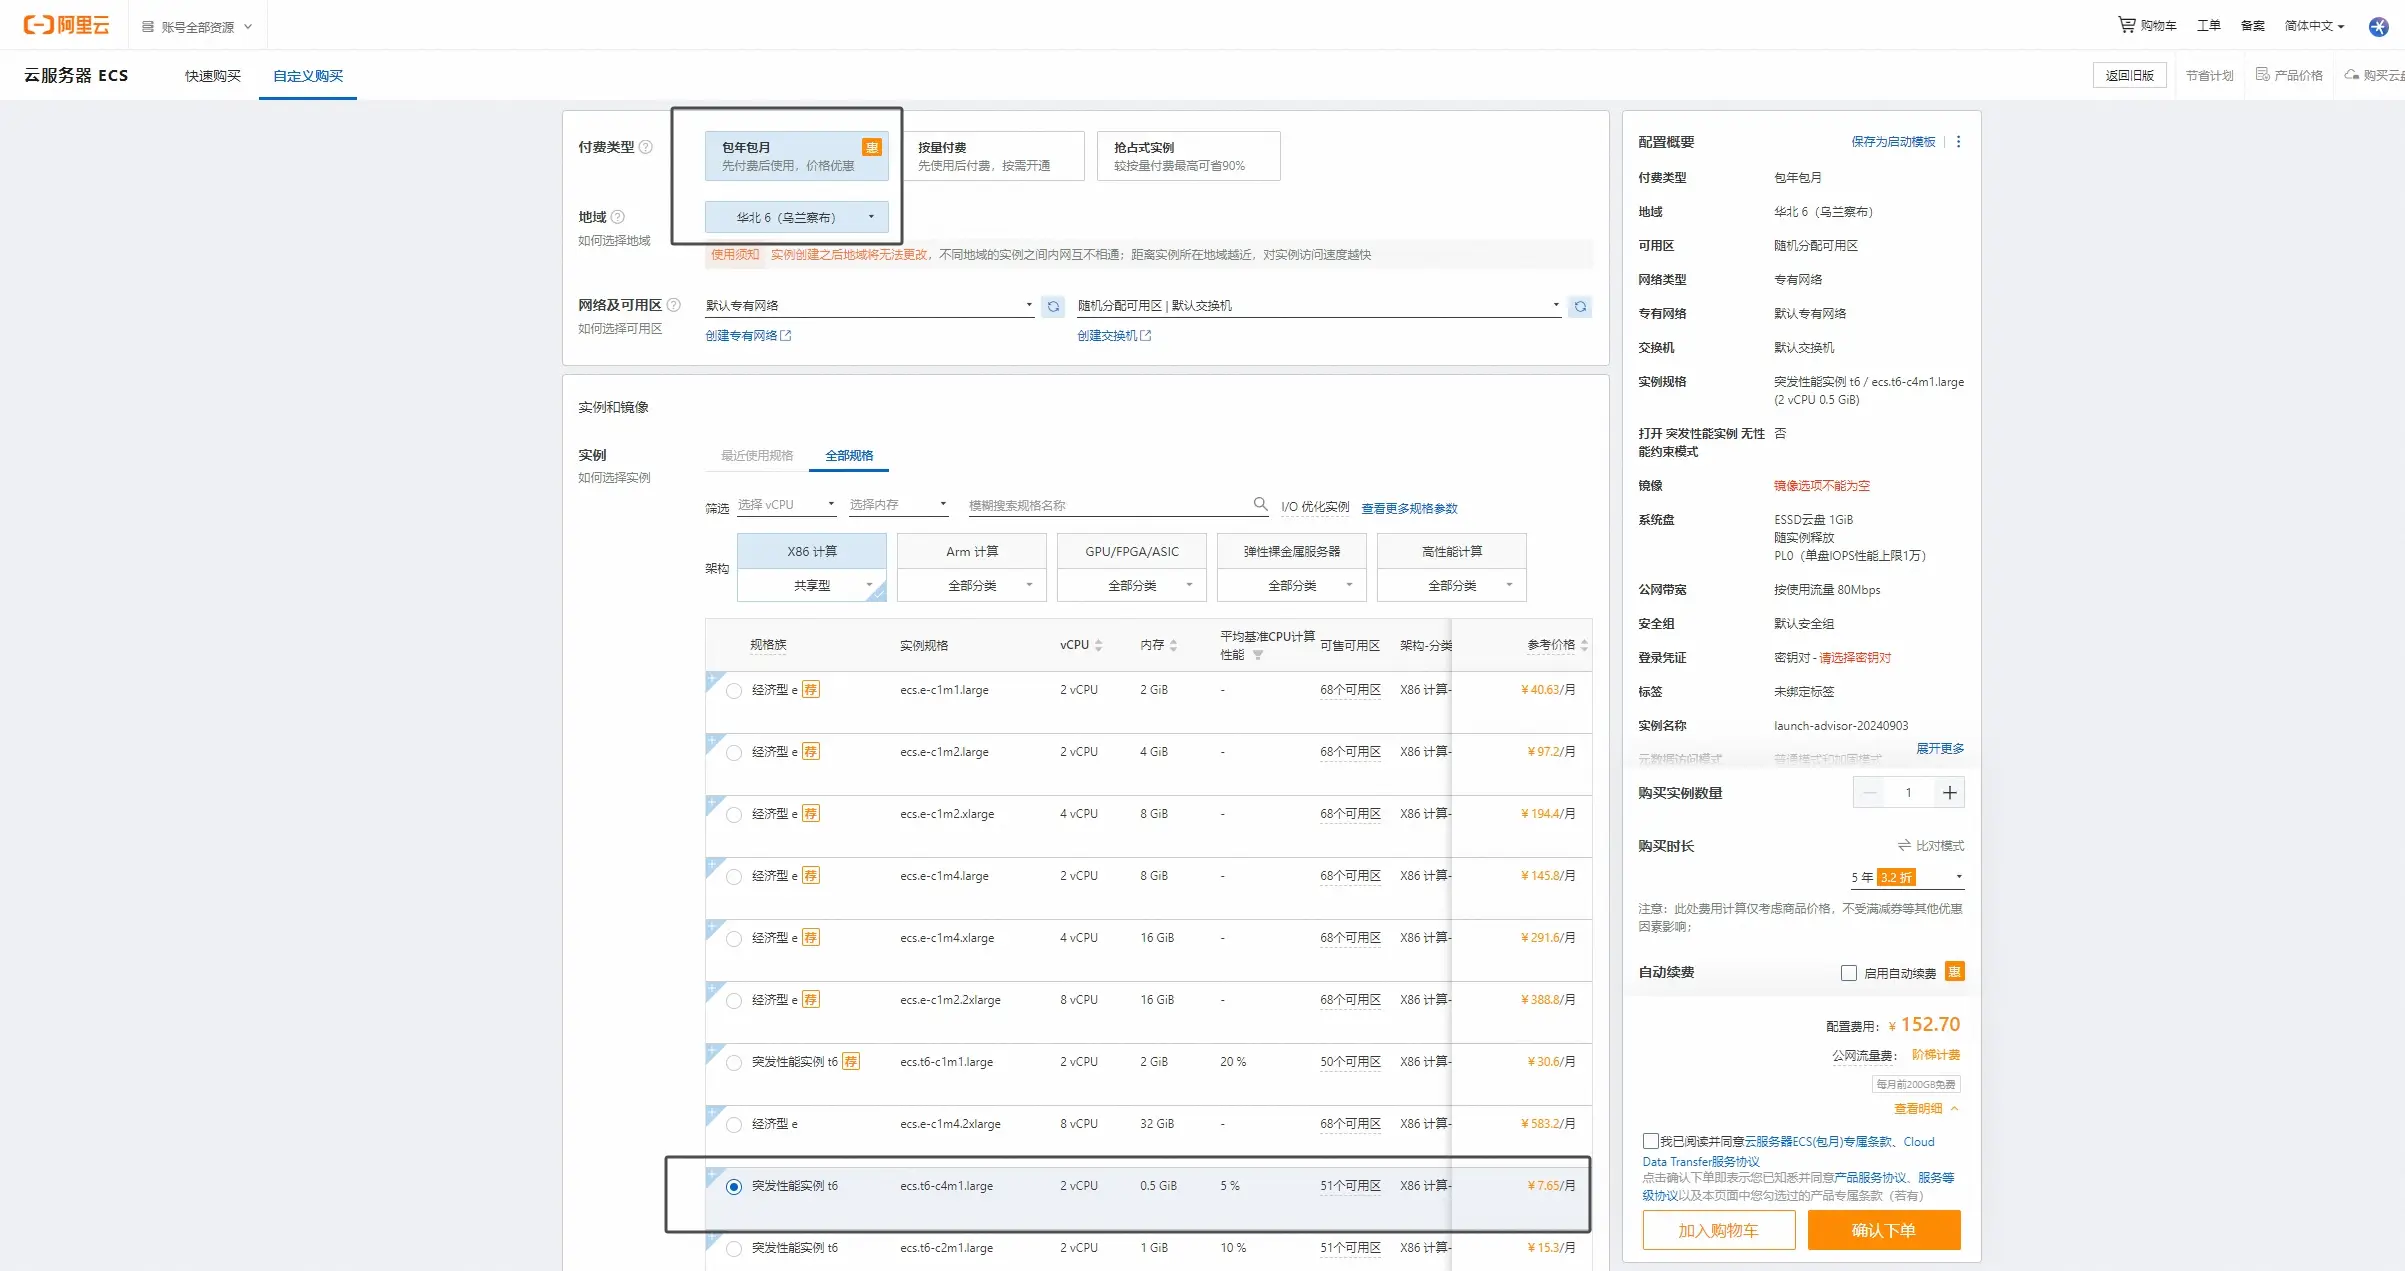 阿里云
账号全部资源
购物车
工单
备案
简体中文
云服务器 ECS
快速购买
自定义购买
返回旧版
节省计划
产品价格
购买云盘
付费类型
包年包月
惠
先付费后使用，价格优惠
按量付费
先使用后付费，按需开通
抢占式实例
较按量付费最高可省90%
地域
如何选择地域
华北 6（乌兰察布）
使用须知 实例创建之后地域将无法更改，不同地域的实例之间内网互不相通；距离实例所在地域越近，对实例访问速度越快
网络及可用区
如何选择可用区
默认专有网络
随机分配可用区 | 默认交换机
创建专有网络
创建交换机
实例和镜像
实例
如何选择实例
最近使用规格
全部规格
筛选
选择 vCPU
选择内存
模糊搜索规格名称
I/O 优化实例
查看更多规格参数
架构
X86 计算
共享型
Arm 计算
全部分类
GPU/FPGA/ASIC
全部分类
弹性裸金属服务器
全部分类
高性能计算
全部分类
规格族 实例规格 vCPU 内存 平均基准CPU计算性能 可售可用区 架构-分类 参考价格
经济型 e 荐 ecs.e-c1m1.large 2 vCPU 2 GiB - 68个可用区 X86 计算- ¥ 40.63/月
经济型 e 荐 ecs.e-c1m2.large 2 vCPU 4 GiB - 68个可用区 X86 计算- ¥ 97.2/月
经济型 e 荐 ecs.e-c1m2.xlarge 4 vCPU 8 GiB - 68个可用区 X86 计算- ¥ 194.4/月
经济型 e 荐 ecs.e-c1m4.large 2 vCPU 8 GiB - 68个可用区 X86 计算- ¥ 145.8/月
经济型 e 荐 ecs.e-c1m4.xlarge 4 vCPU 16 GiB - 68个可用区 X86 计算- ¥ 291.6/月
经济型 e 荐 ecs.e-c1m2.2xlarge 8 vCPU 16 GiB - 68个可用区 X86 计算- ¥ 388.8/月
突发性能实例 t6 荐 ecs.t6-c1m1.large 2 vCPU 2 GiB 20 % 50个可用区 X86 计算- ¥ 30.6/月
经济型 e ecs.e-c1m4.2xlarge 8 vCPU 32 GiB - 68个可用区 X86 计算- ¥ 583.2/月
突发性能实例 t6 ecs.t6-c4m1.large 2 vCPU 0.5 GiB 5 % 51个可用区 X86 计算- ¥ 7.65/月
突发性能实例 t6 ecs.t6-c2m1.large 2 vCPU 1 GiB 10 % 51个可用区 X86 计算- ¥ 15.3/月
配置概要
保存为启动模板
付费类型 包年包月
地域 华北 6（乌兰察布）
可用区 随机分配可用区
网络类型 专有网络
专有网络 默认专有网络
交换机 默认交换机
实例规格 突发性能实例 t6 / ecs.t6-c4m1.large
(2 vCPU 0.5 GiB)
打开 突发性能实例 无性 否
能约束模式
镜像 镜像选项不能为空
系统盘 ESSD云盘 1GiB
随实例释放
PL0（单盘IOPS性能上限1万）
公网带宽 按使用流量 80Mbps
安全组 默认安全组
登录凭证 密钥对 - 请选择密钥对
标签 未绑定标签
实例名称 launch-advisor-20240903
展开更多
元数据访问模式 普通模式和加固模式
购买实例数量 1
购买时长 比对模式
5 年 3.2 折
注意：此处费用计算仅考虑商品价格，不受满减券等其他优惠
因素影响；
自动续费 启用自动续费 惠
配置费用： ¥ 152.70
公网流量费： 阶梯计费
每月前200GB免费
查看明细
我已阅读并同意云服务器ECS(包月)专属条款、Cloud
Data Transfer服务协议
点击确认下单即表示您已知悉并同意产品服务协议、服务等
级协议以及本页面中您勾选过的产品专属条款（若有）
加入购物车
确认下单